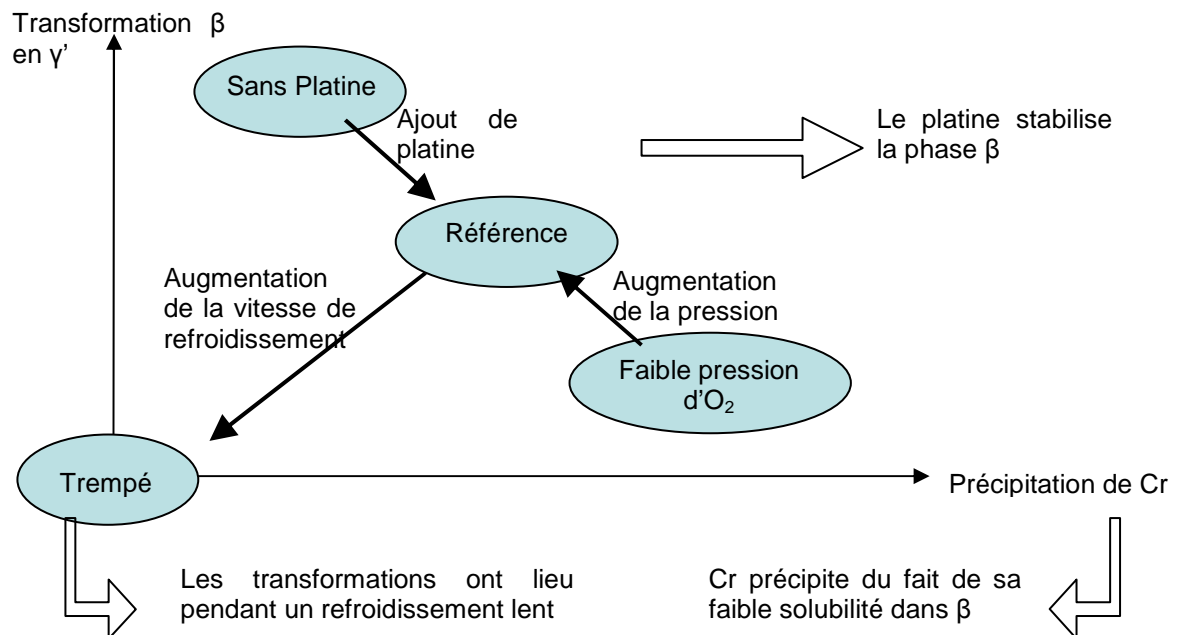 Transformation β
en γ’
Sans Platine
Ajout de
platine
Le platine stabilise
la phase β
Référence
Augmentation
de la vitesse de
refroidissement
Augmentation
de la pression
Faible pression
d’O₂
Trempé
Précipitation de Cr
Les transformations ont lieu
pendant un refroidissement lent
Cr précipite du fait de sa
faible solubilité dans β